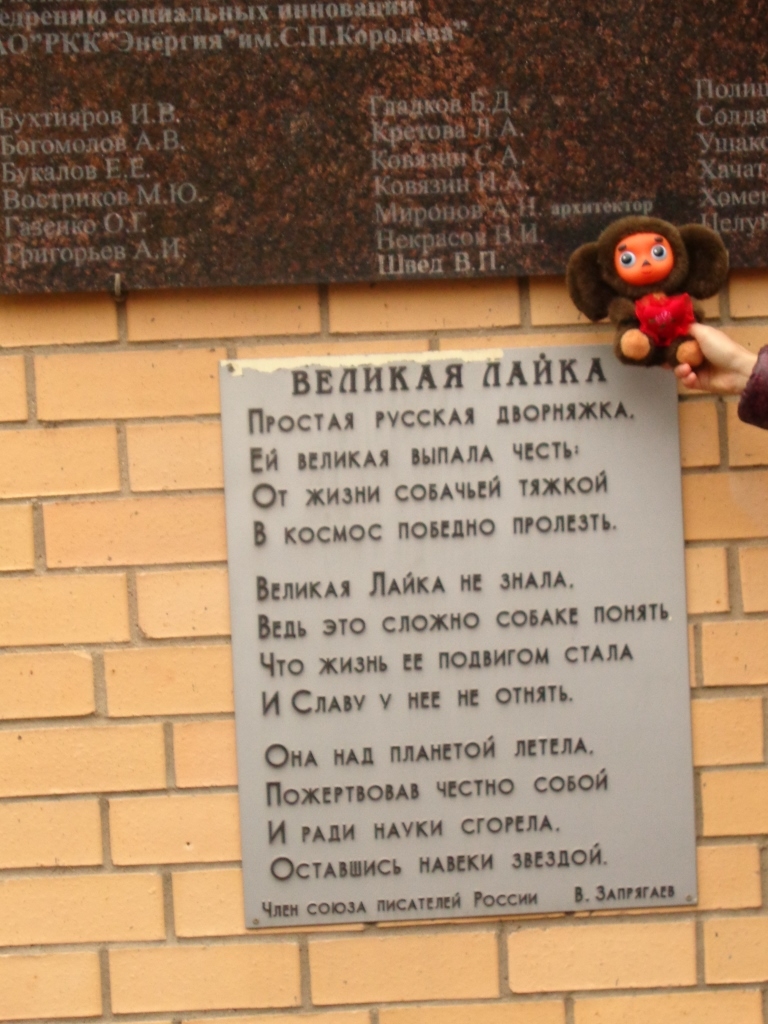 социальных инновации
"РКК "Энергия" им.С.П.Королёва"
Бухтияров И.В.
Богомолов А.В.
Букалов Е.Е.
Востриков М.Ю.
Газенко О.Г.
Григорьев А.И.
Гладков Б.Д.
Кретова Л.А.
Ковязин С.А.
Ковязин И.А.
Миронов А.Н. архитектор
Некрасов В.И.
Швед В.П.
ВЕЛИКАЯ ЛАЙКА
Простая русская дворняжка,
Ей великая выпала честь:
От жизни собачьей тяжкой
В космос победно пролезть.
Великая Лайка не знала,
Ведь это сложно собаке понять
Что жизнь ее подвигом стала
И Славу у нее не отнять.
Она над планетой летела,
Пожертвовав честно собой
И ради науки сгорела,
Оставшись навеки звездой.
Член союза писателей России В. Запрягаев